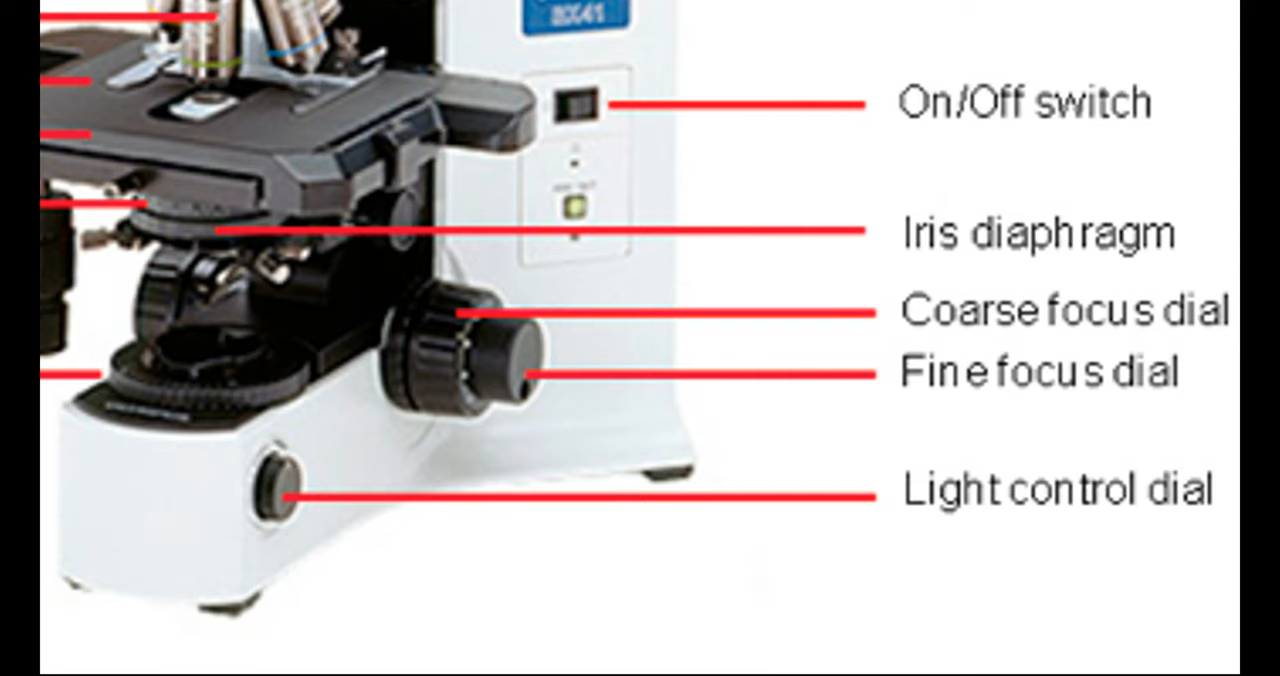 On/Off switch
Iris diaphragm
Coarse focus dial
Fine focus dial
Light control dial